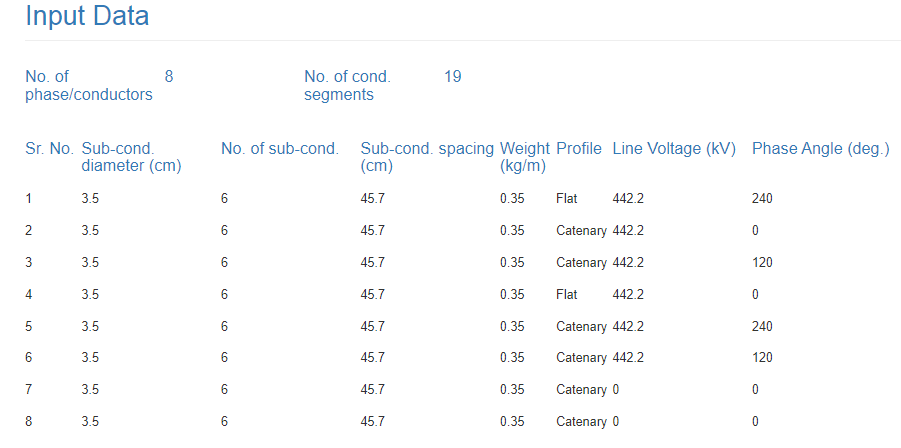 Input Data
No. of phase/conductors 8 No. of cond. segments 19
Sr. No. Sub-cond. diameter (cm) No. of sub-cond. Sub-cond. spacing (cm) Weight (kg/m) Profile Line Voltage (kV) Phase Angle (deg.)
1 3.5 6 45.7 0.35 Flat 442.2 240
2 3.5 6 45.7 0.35 Catenary 442.2 0
3 3.5 6 45.7 0.35 Catenary 442.2 120
4 3.5 6 45.7 0.35 Flat 442.2 0
5 3.5 6 45.7 0.35 Catenary 442.2 240
6 3.5 6 45.7 0.35 Catenary 442.2 120
7 3.5 6 45.7 0.35 Catenary 0 0
8 3.5 6 45.7 0.35 Catenary 0 0